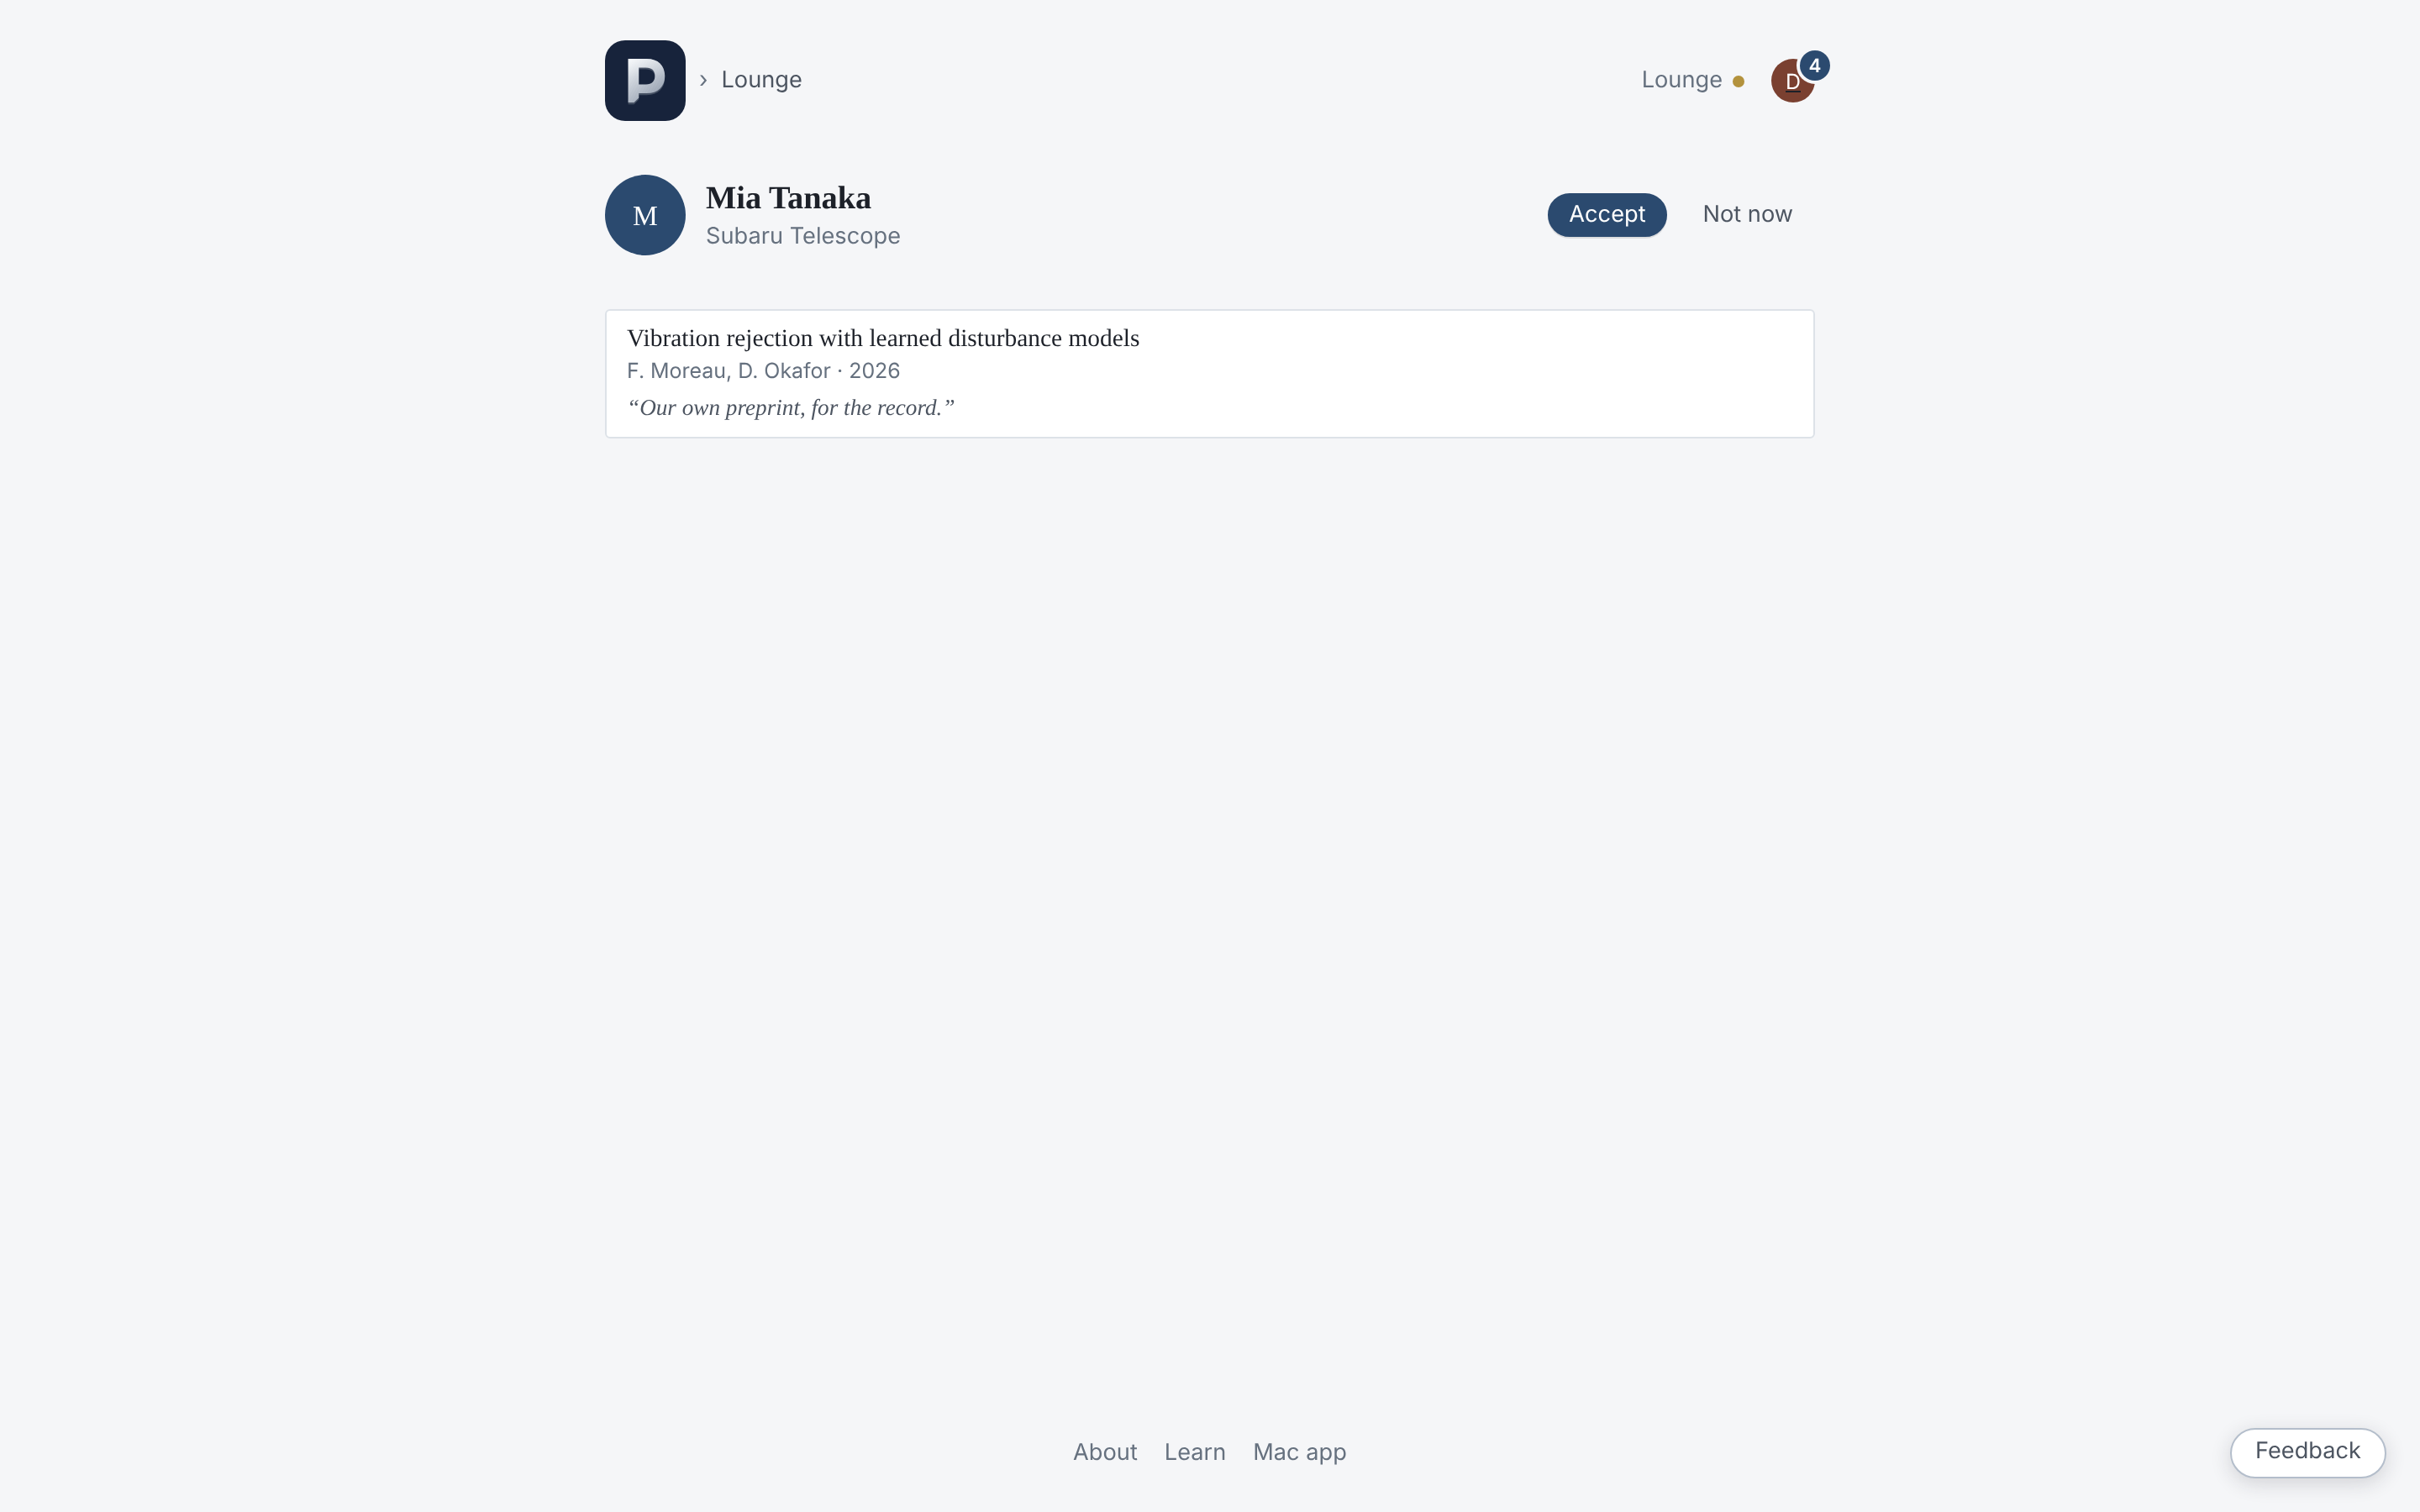 P › Lounge
Lounge D 4
M
Mia Tanaka
Subaru Telescope
Accept Not now
Vibration rejection with learned disturbance models
F. Moreau, D. Okafor · 2026
“Our own preprint, for the record.”
About Learn Mac app
Feedback